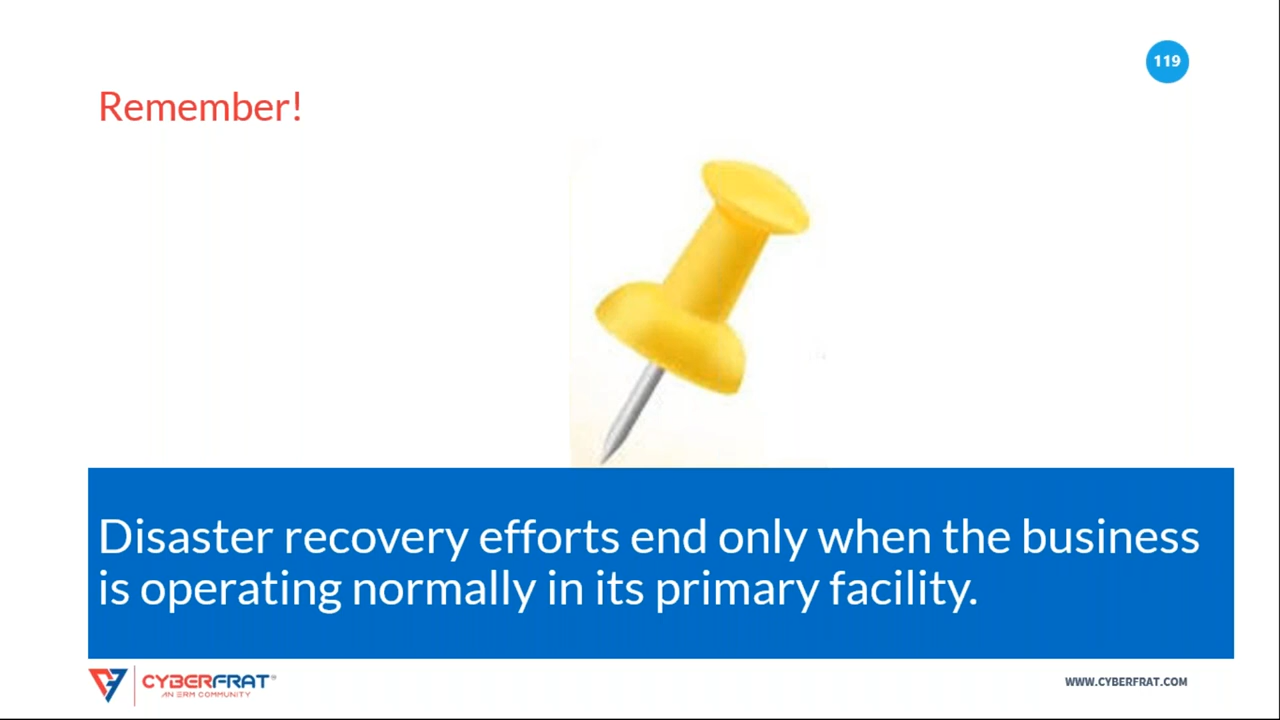 119
Remember!
Disaster recovery efforts end only when the business
is operating normally in its primary facility.
CYBERFRAT®
AN ERM COMMUNITY
WWW.CYBERFRAT.COM